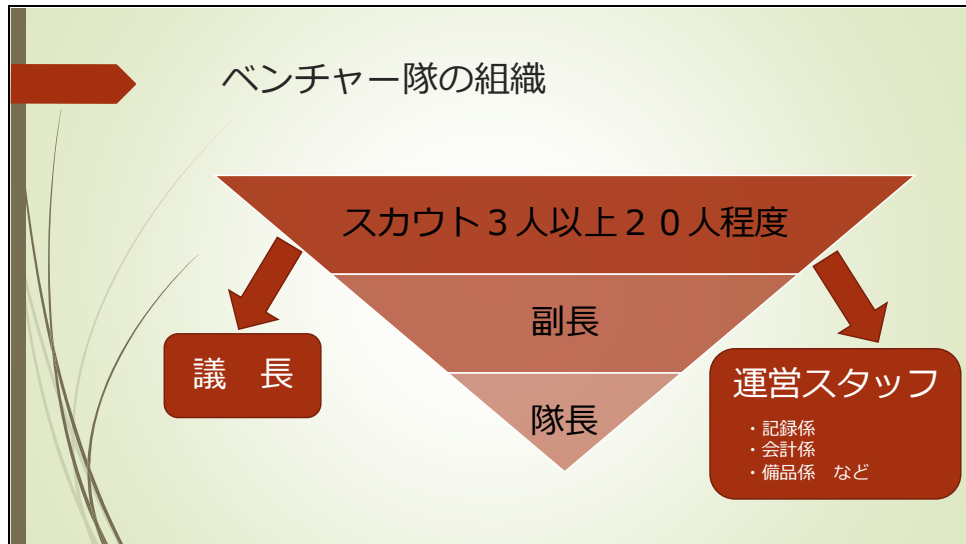 ベンチャー隊の組織
スカウト３人以上２０人程度
副長
隊長
議　長
運営スタッフ
・記録係
・会計係
・備品係　など